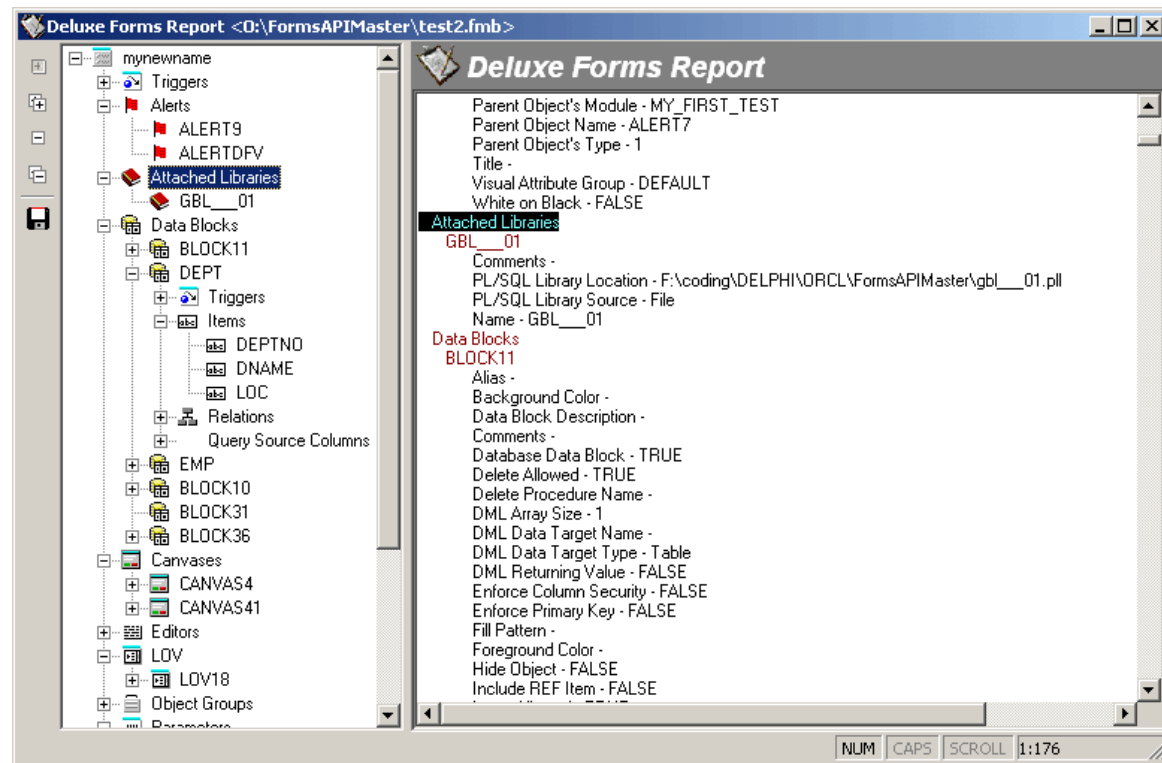 Deluxe Forms Report <O:\FormsAPIMaster\test2.fmb>
mynewname
Triggers
Alerts
ALERT9
ALERTDFV
Attached Libraries
GBL___01
Data Blocks
BLOCK11
DEPT
Triggers
Items
DEPTNO
DNAME
LOC
Relations
Query Source Columns
EMP
BLOCK10
BLOCK31
BLOCK36
Canvases
CANVAS4
CANVAS41
Editors
LOV
LOV18
Object Groups
Parameters
Deluxe Forms Report
Parent Object's Module - MY_FIRST_TEST
Parent Object Name - ALERT7
Parent Object's Type - 1
Title -
Visual Attribute Group - DEFAULT
White on Black - FALSE
Attached Libraries
GBL___01
Comments -
PL/SQL Library Location - F:\coding\DELPHI\ORCL\FormsAPIMaster\gbl___01.pll
PL/SQL Library Source - File
Name - GBL___01
Data Blocks
BLOCK11
Alias -
Background Color -
Data Block Description -
Comments -
Database Data Block - TRUE
Delete Allowed - TRUE
Delete Procedure Name -
DML Array Size - 1
DML Data Target Name -
DML Data Target Type - Table
DML Returning Value - FALSE
Enforce Column Security - FALSE
Enforce Primary Key - FALSE
Fill Pattern -
Foreground Color -
Hide Object - FALSE
Include REF Item - FALSE
NUM CAPS SCROLL 1:176